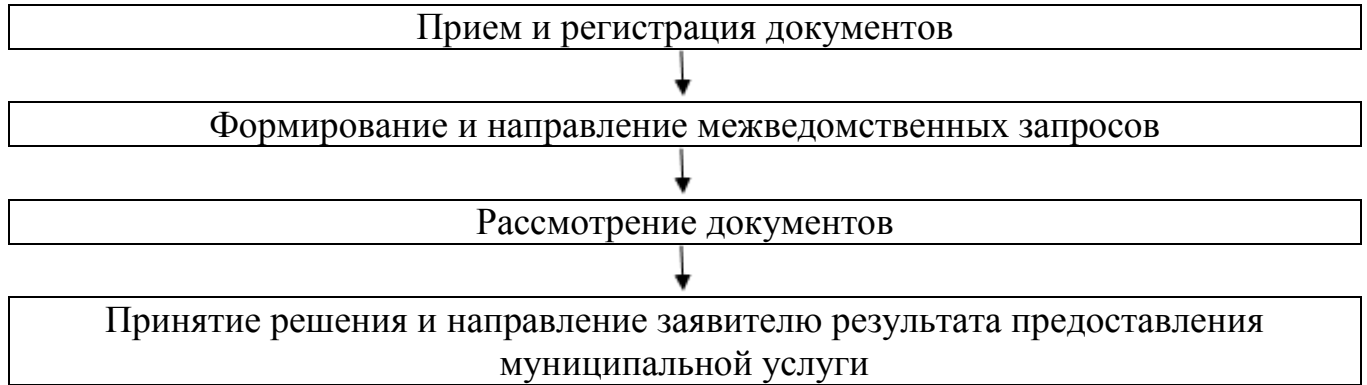 Прием и регистрация документов
Формирование и направление межведомственных запросов
Рассмотрение документов
Принятие решения и направление заявителю результата предоставления
муниципальной услуги